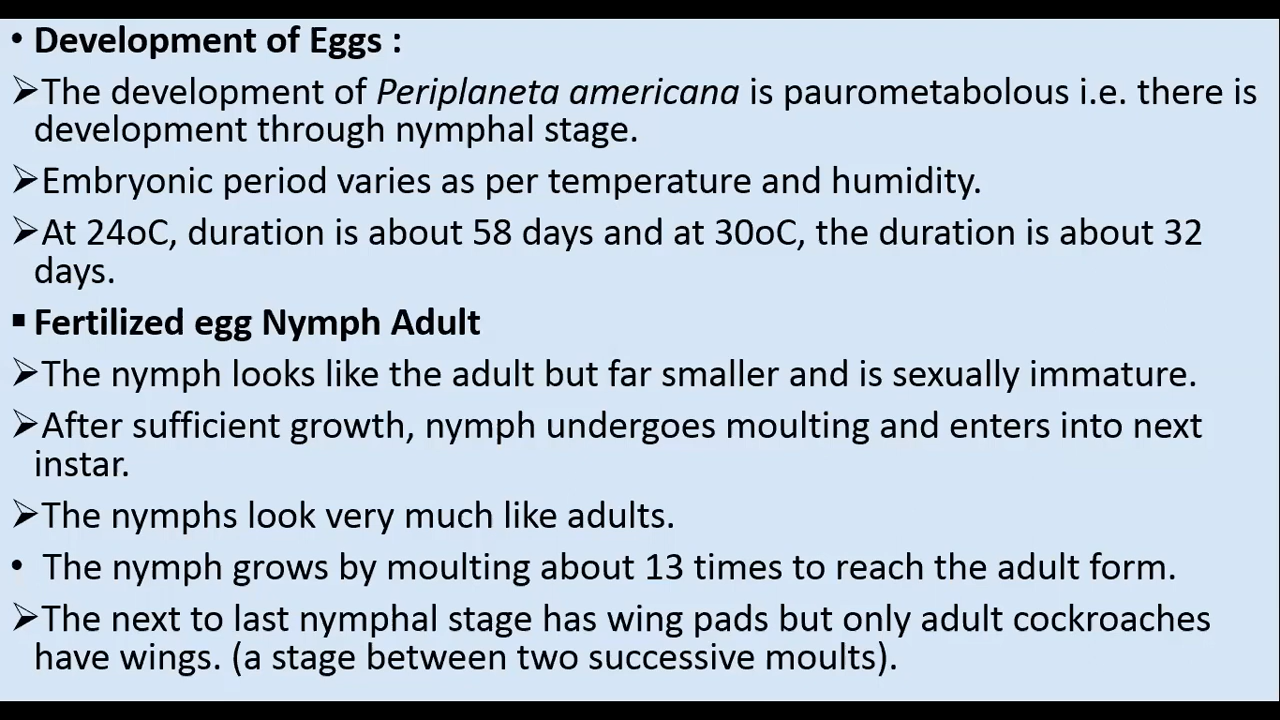 • Development of Eggs :
➢The development of Periplaneta americana is paurometabolous i.e. there is
development through nymphal stage.
➢Embryonic period varies as per temperature and humidity.
➢At 24oC, duration is about 58 days and at 30oC, the duration is about 32
days.
▪ Fertilized egg Nymph Adult
➢The nymph looks like the adult but far smaller and is sexually immature.
➢After sufficient growth, nymph undergoes moulting and enters into next
instar.
➢The nymphs look very much like adults.
• The nymph grows by moulting about 13 times to reach the adult form.
➢The next to last nymphal stage has wing pads but only adult cockroaches
have wings. (a stage between two successive moults).